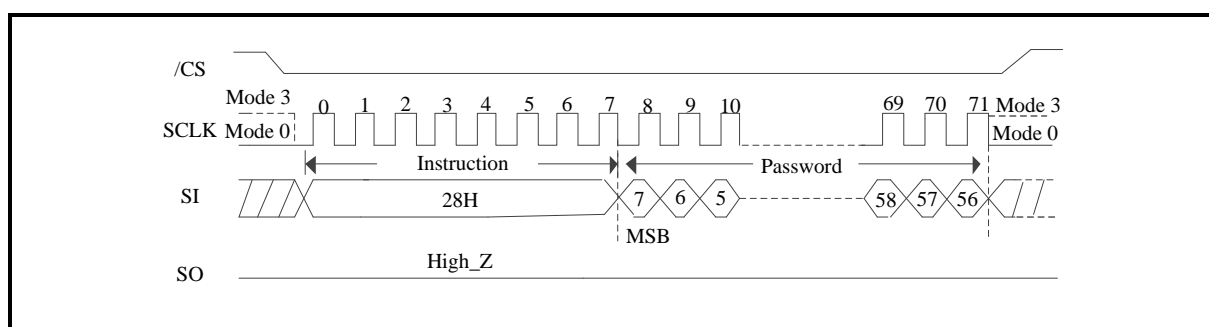 /CS
Mode 3 0 1 2 3 4 5 6 7 8 9 10 69 70 71 Mode 3
SCLK Mode 0 Mode 0
Instruction Password
SI 28H 7 6 5 58 57 56
MSB
High_Z
SO